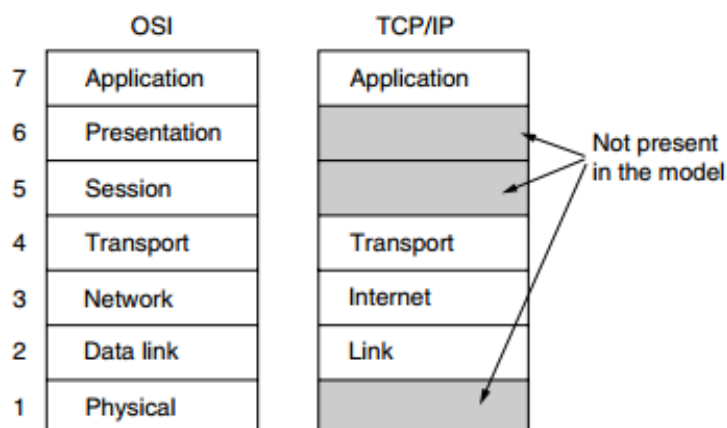 OSI TCP/IP
7 Application Application
6 Presentation
Not present
in the model
5 Session
4 Transport Transport
3 Network Internet
2 Data link Link
1 Physical